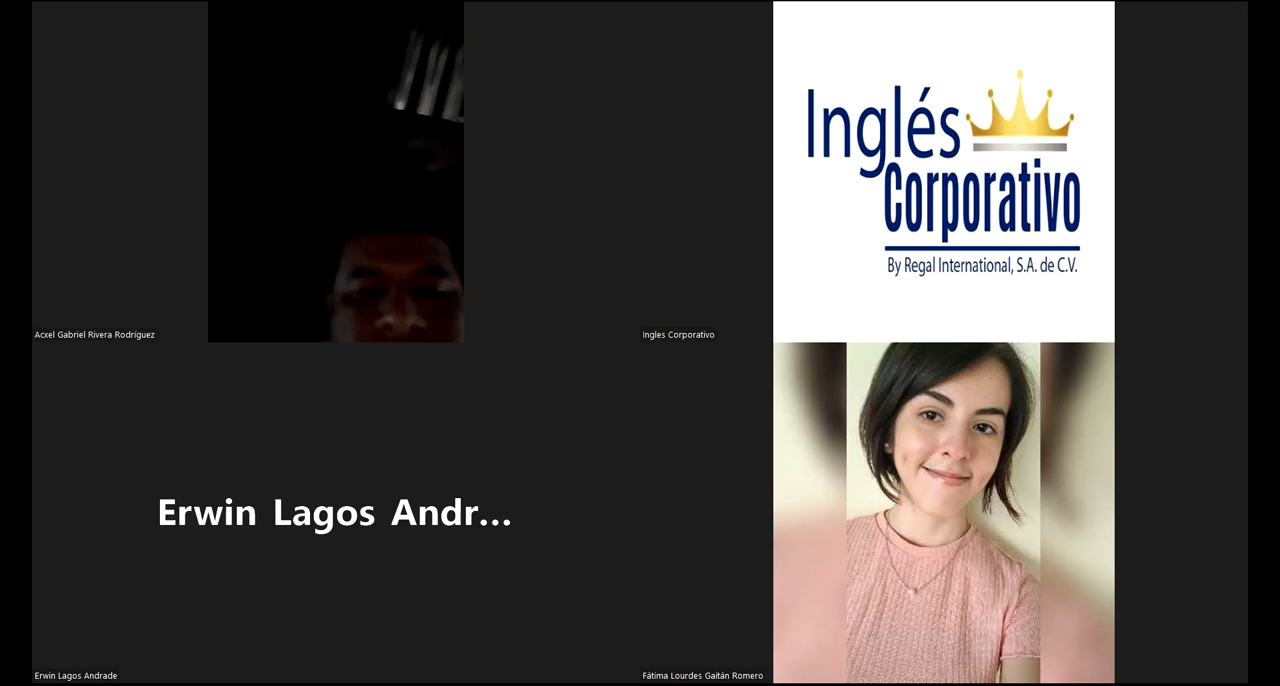 Inglés
Corporativo
By Regal International, S.A. de C.V.
Acxel Gabriel Rivera Rodríguez
Ingles Corporativo
Erwin Lagos Andr...
Erwin Lagos Andrade
Fátima Lourdes Gaitán Romero